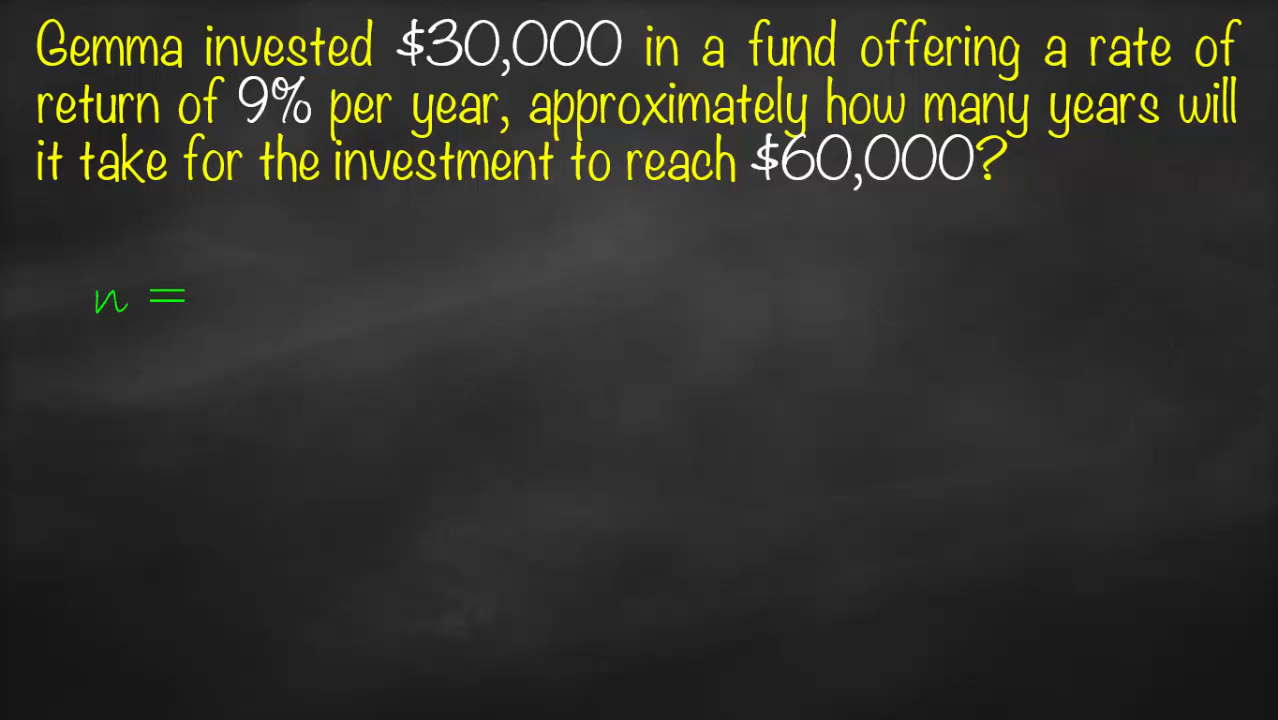 Gemma invested $30,000 in a fund offering a rate of
return of 9% per year, approximately how many years will
it take for the investment to reach $60,000?
n =